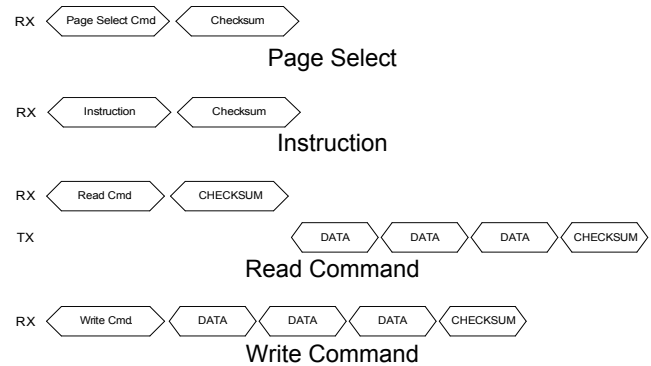 RX Page Select Cmd Checksum
Page Select
RX Instruction Checksum
Instruction
RX Read Cmd CHECKSUM
TX DATA DATA DATA CHECKSUM
Read Command
RX Write Cmd DATA DATA DATA CHECKSUM
Write Command